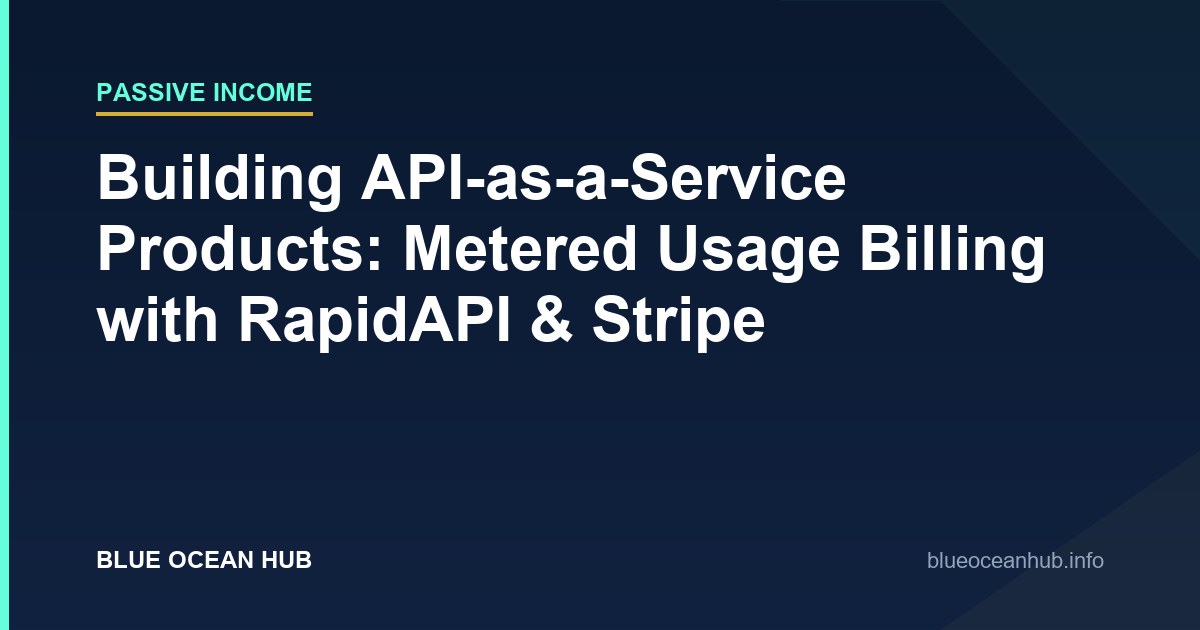 PASSIVE INCOME
Building API-as-a-Service
Products: Metered Usage Billing
with RapidAPI & Stripe
BLUE OCEAN HUB
blueoceanhub.info